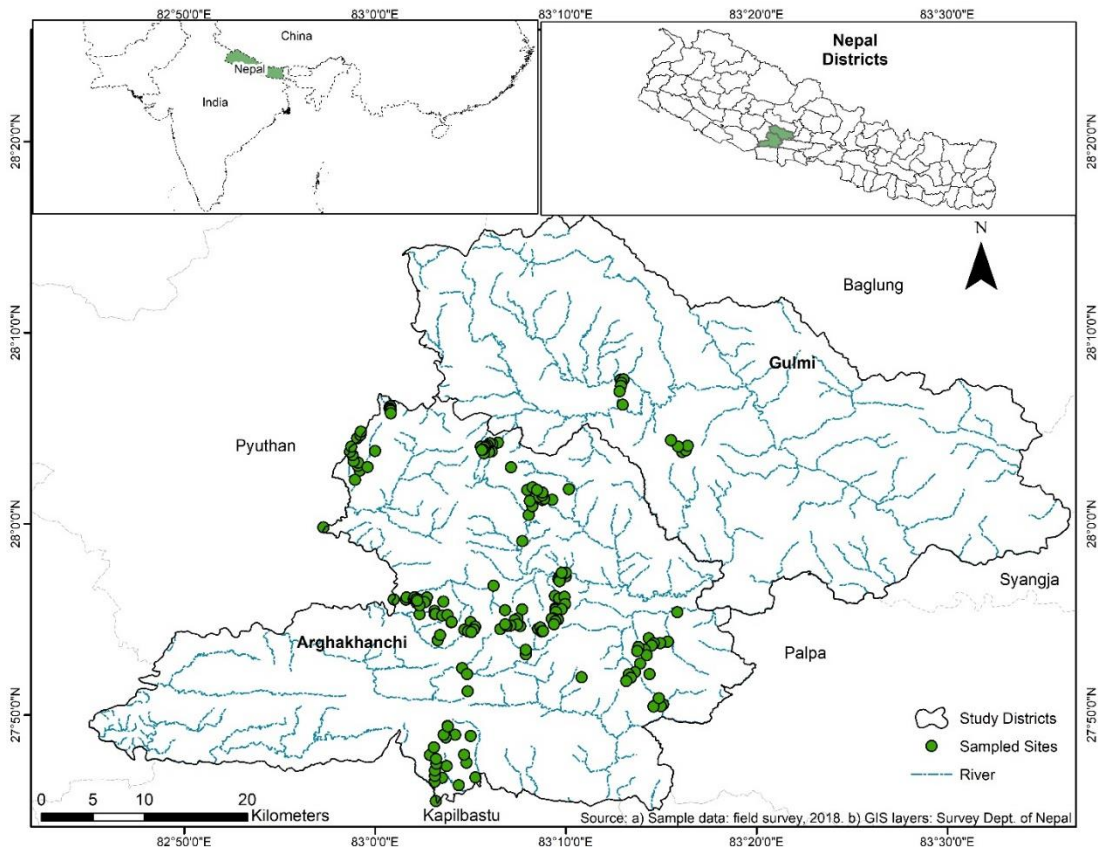 82°50'0"E
83°0'0"E
83°10'0"E
83°20'0"E
83°30'0"E
China
Nepal
India
Nepal
Districts
28°20'0"N
28°20'0"N
N
Baglung
28°10'0"N
28°10'0"N
Gulmi
Pyuthan
28°0'0"N
28°0'0"N
Syangja
Arghakhanchi
Palpa
27°50'0"N
27°50'0"N
Study Districts
Sampled Sites
River
0 5 10 20
Kilometers
Kapilbastu
Source: a) Sample data: field survey, 2018. b) GIS layers: Survey Dept. of Nepal
82°50'0"E
83°0'0"E
83°10'0"E
83°20'0"E
83°30'0"E